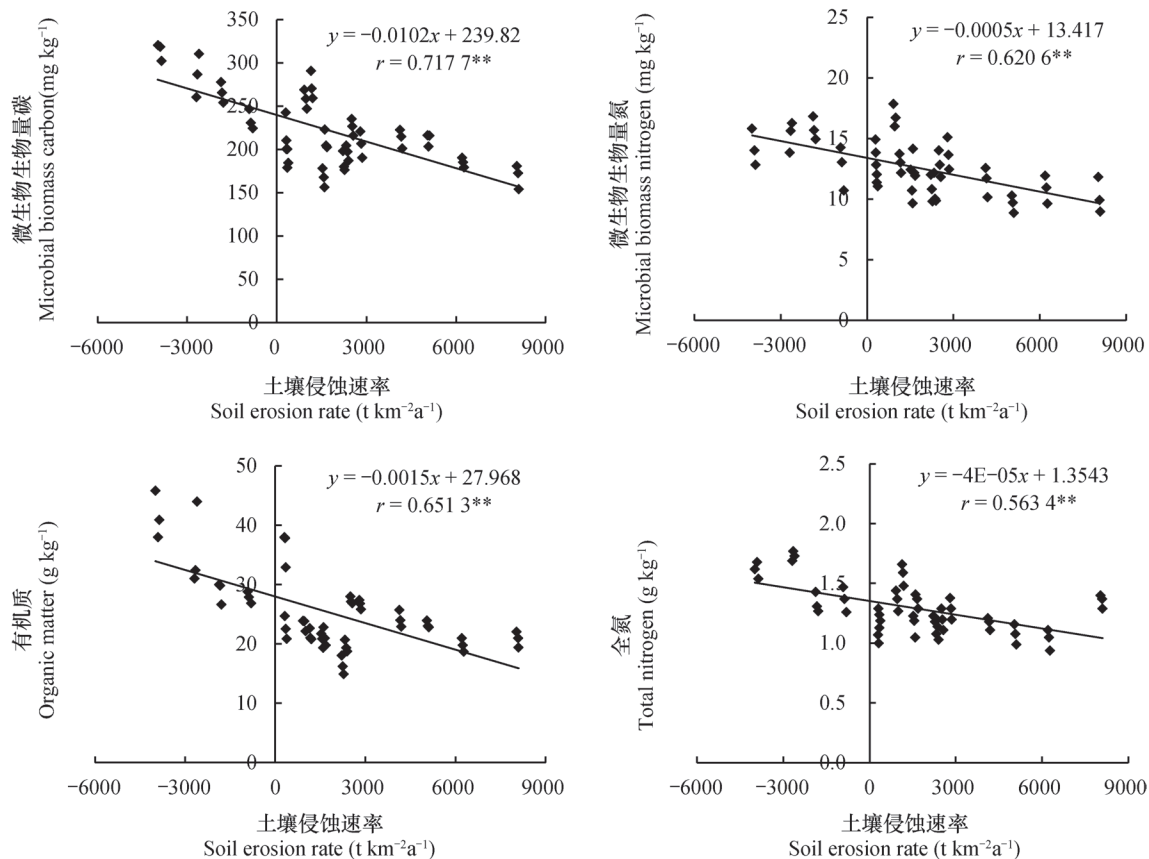 350
300
250
200
150
100
50
0
y = −0.0102x + 239.82
r = 0.717 7**
微生物生物量碳
Microbial biomass carbon(mg kg⁻¹)
−6000 −3000 0 3000 6000 9000
土壤侵蚀速率
Soil erosion rate (t km⁻²a⁻¹)
25
20
15
10
5
0
y = −0.0005x + 13.417
r = 0.620 6**
微生物生物量氮
Microbial biomass nitrogen (mg kg⁻¹)
−6000 −3000 0 3000 6000 9000
土壤侵蚀速率
Soil erosion rate (t km⁻²a⁻¹)
50
40
30
20
10
0
y = −0.0015x + 27.968
r = 0.651 3**
有机质
Organic matter (g kg⁻¹)
−6000 −3000 0 3000 6000 9000
土壤侵蚀速率
Soil erosion rate (t km⁻²a⁻¹)
2.5
2.0
1.5
1.0
0.5
0.0
y = −4E-05x + 1.3543
r = 0.563 4**
全氮
Total nitrogen (g kg⁻¹)
−6000 −3000 0 3000 6000 9000
土壤侵蚀速率
Soil erosion rate (t km⁻²a⁻¹)